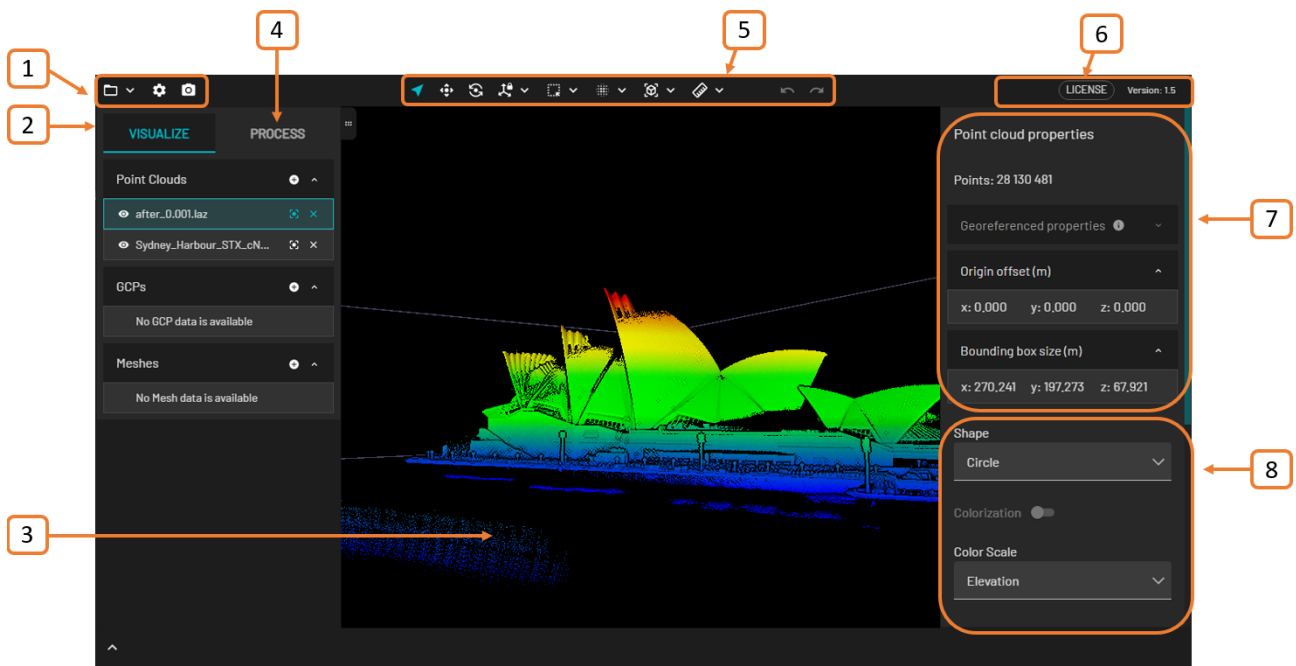 4
5
6
1
LICENSE Version: 1.5
2
VISUALIZE PROCESS
Point Clouds
after_0.001.laz
Sydney_Harbour_STX_cN...
GCPs
No GCP data is available
Meshes
No Mesh data is available
3
Point cloud properties
Points: 28 130 481
Georeferenced properties
Origin offset (m)
x: 0,000 y: 0,000 z: 0,000
Bounding box size (m)
x: 270,241 y: 197,273 z: 67,921
7
Shape
Circle
Colorization
Color Scale
Elevation
8